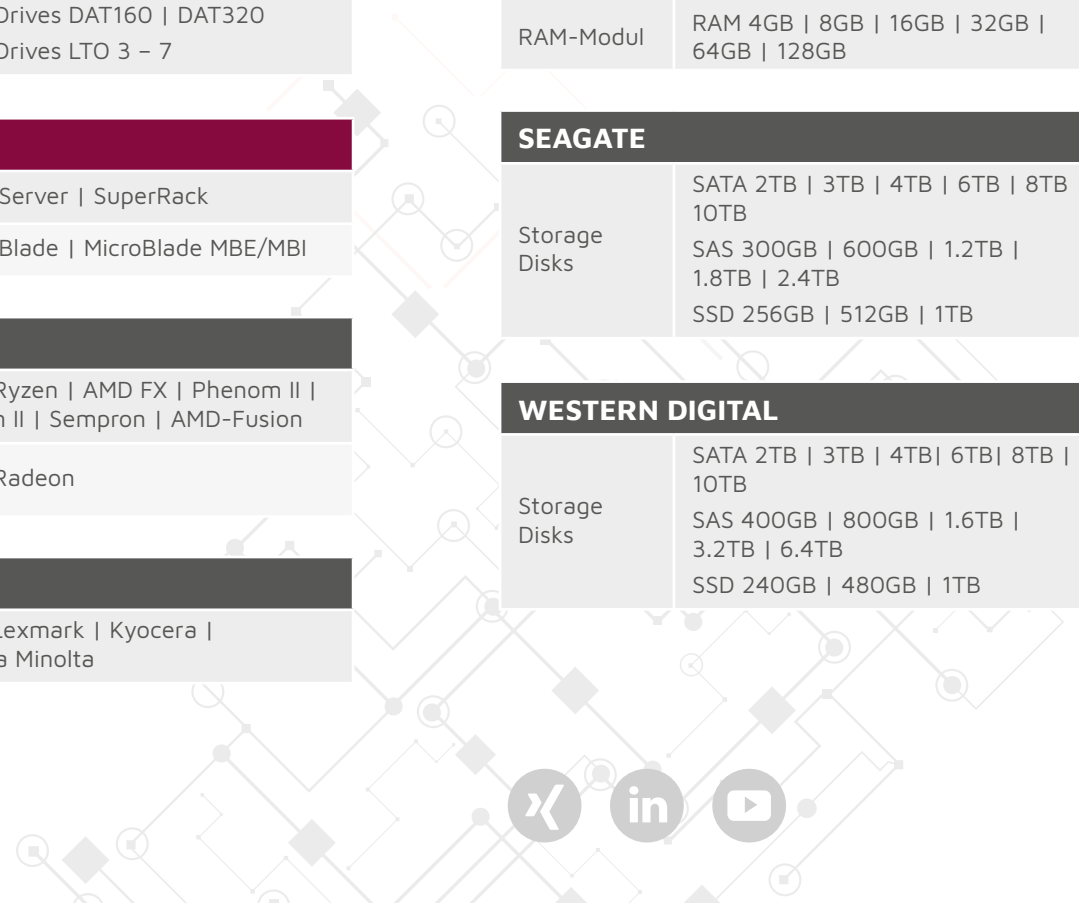 Drives DAT160 | DAT320
Drives LTO 3 – 7
Server | SuperRack
Blade | MicroBlade MBE/MBI
Ryzen | AMD FX | Phenom II |
II | Sempron | AMD-Fusion
Radeon
Lexmark | Kyocera |
Minolta
RAM-Modul
RAM 4GB | 8GB | 16GB | 32GB |
64GB | 128GB
SEAGATE
Storage
Disks
SATA 2TB | 3TB | 4TB | 6TB | 8TB
10TB
SAS 300GB | 600GB | 1.2TB |
1.8TB | 2.4TB
SSD 256GB | 512GB | 1TB
WESTERN DIGITAL
Storage
Disks
SATA 2TB | 3TB | 4TB| 6TB| 8TB |
10TB
SAS 400GB | 800GB | 1.6TB |
3.2TB | 6.4TB
SSD 240GB | 480GB | 1TB
in